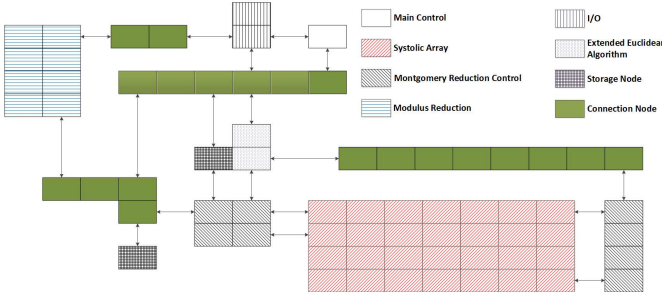 Main Control
I/O
Systolic Array
Extended Euclidean
Algorithm
Montgomery Reduction Control
Storage Node
Modulus Reduction
Connection Node